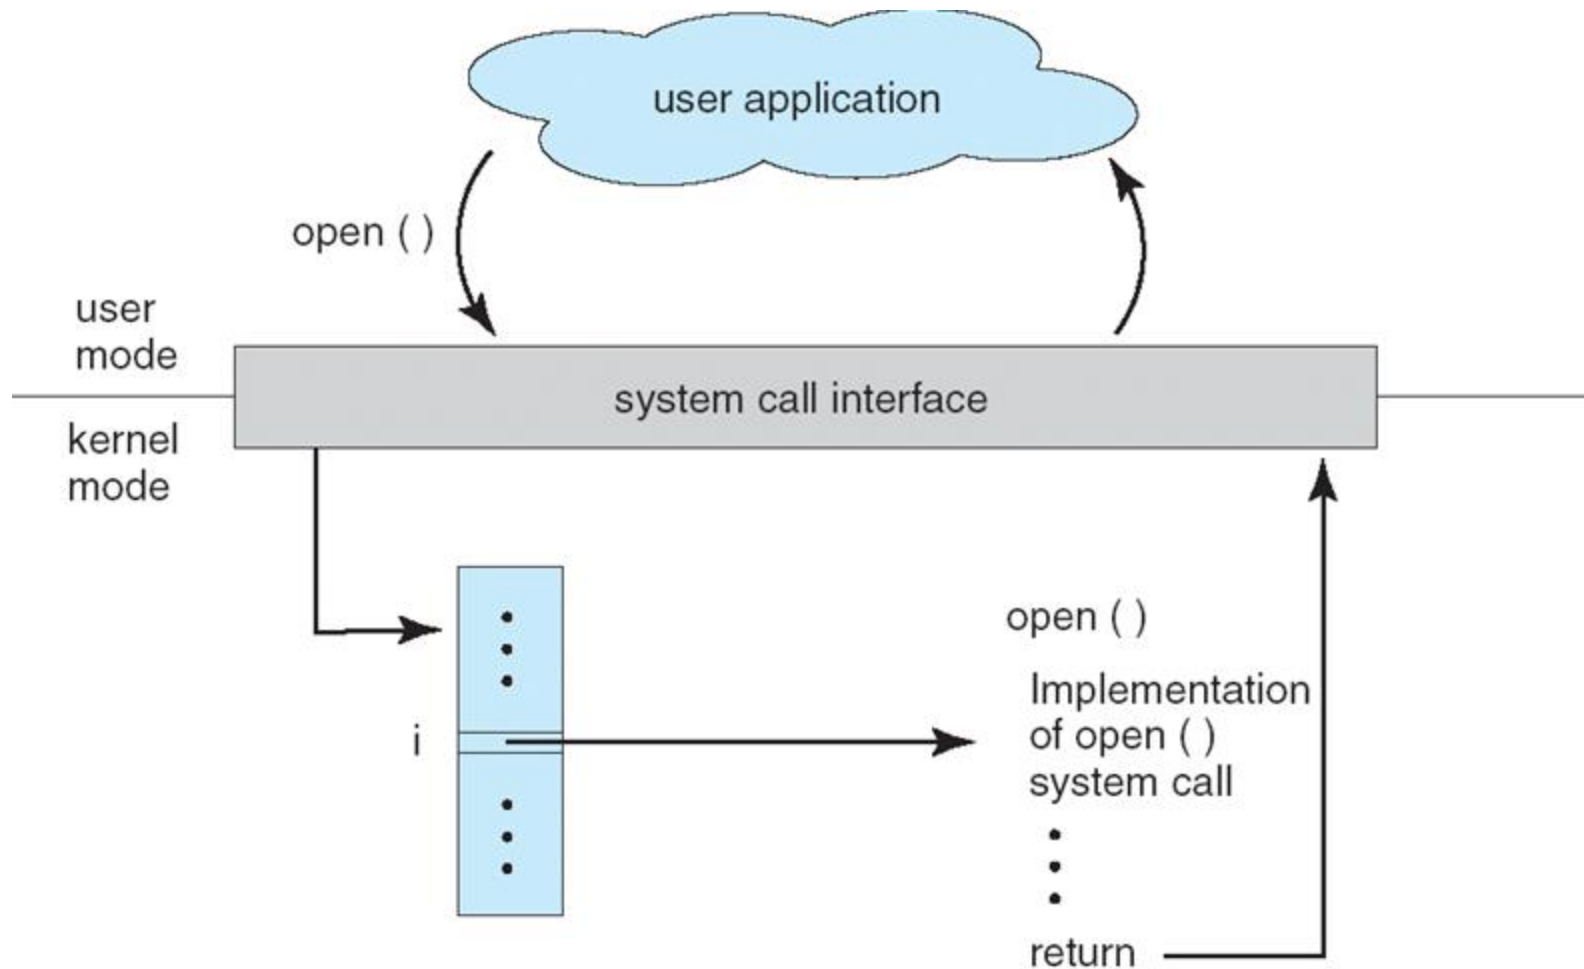 user application
open ( )
user
mode
system call interface
kernel
mode
open ( )
Implementation
of open ( )
system call
i
return